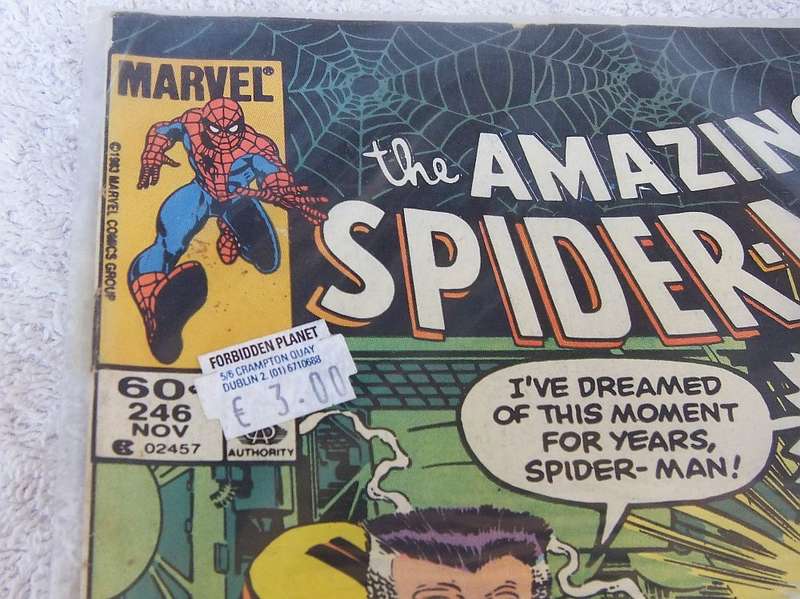 MARVEL®
©1983 MARVEL COMICS GROUP
the AMAZING
SPIDER-
FORBIDDEN PLANET
5/6 CRAMPTON QUAY
DUBLIN 2. (01) 6710688
€ 3.00
60¢
246
NOV
02457
AUTHORITY
I'VE DREAMED
OF THIS MOMENT
FOR YEARS,
SPIDER-MAN!